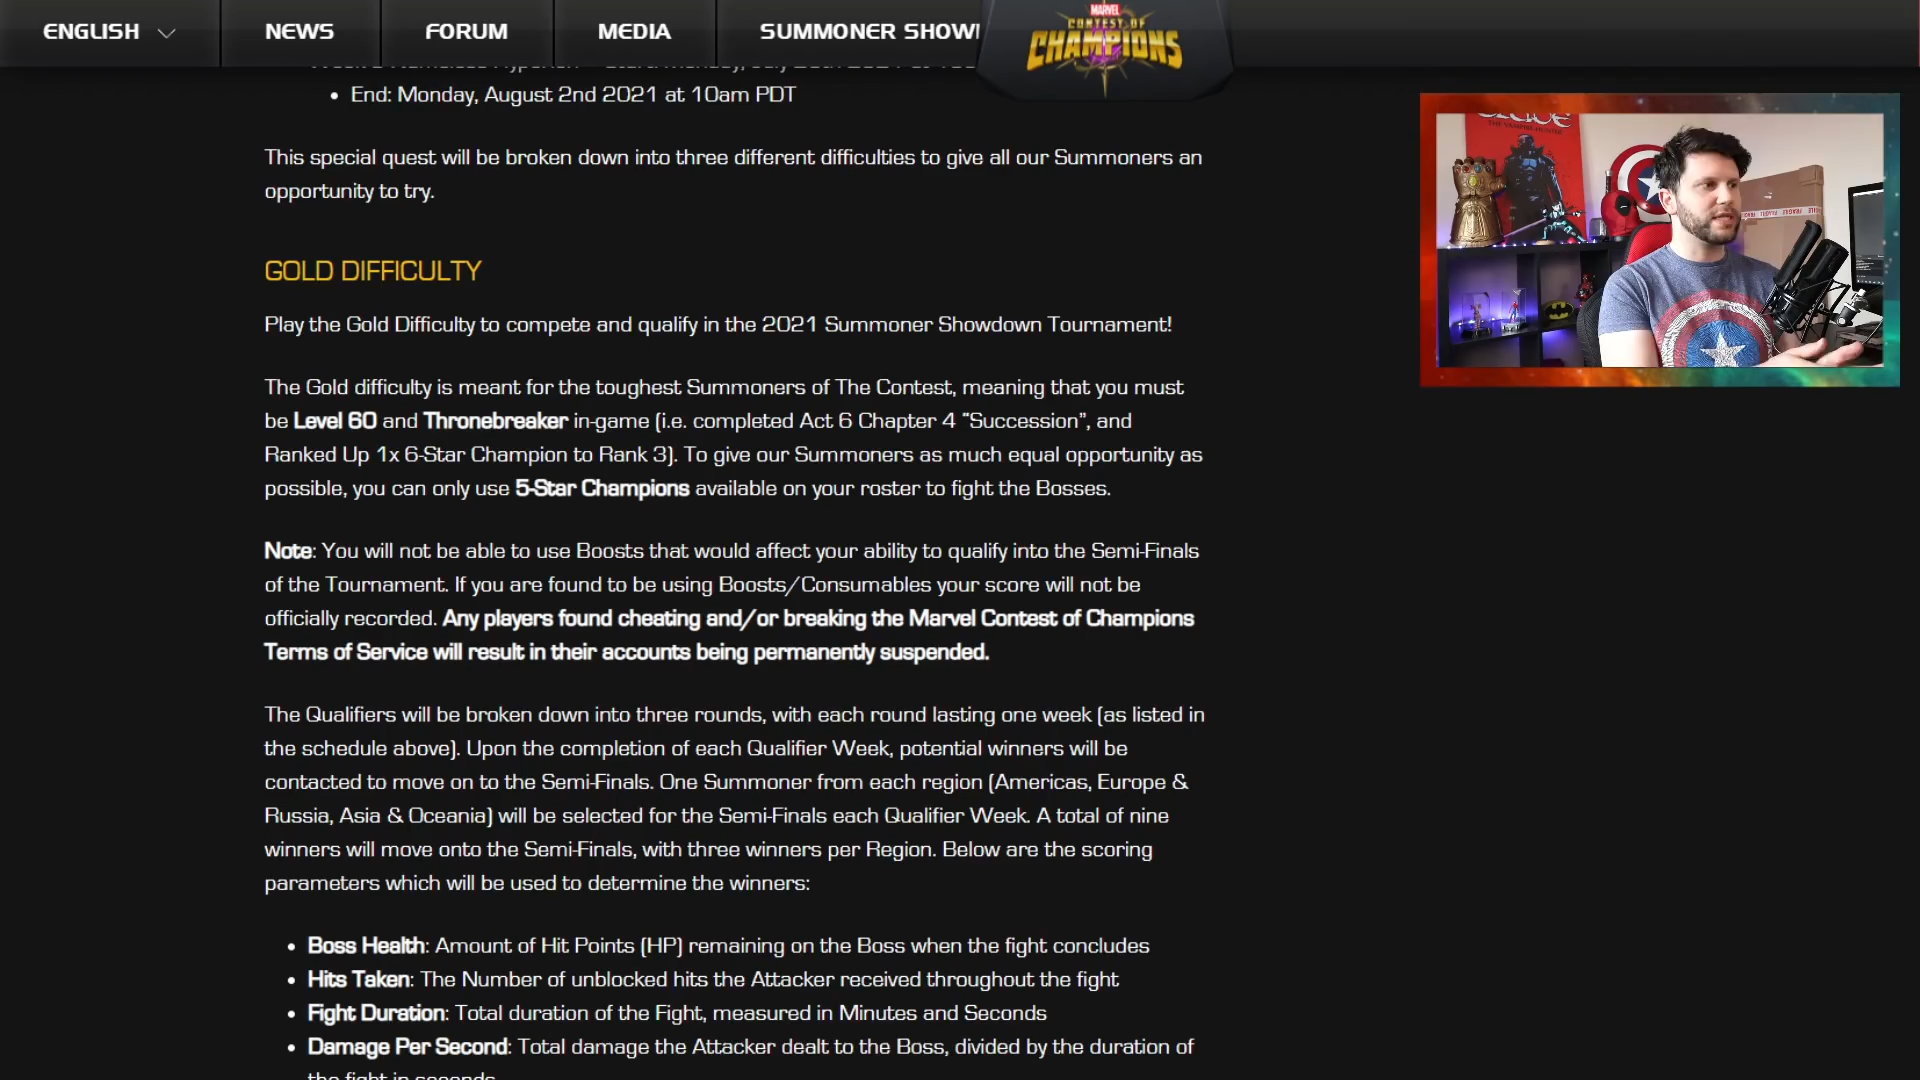 ENGLISH NEWS FORUM MEDIA SUMMONER SHOW
MARVEL
CONTEST OF
CHAMPIONS
End: Monday, August 2nd 2021 at 10am PDT
This special quest will be broken down into three different difficulties to give all our Summoners an
opportunity to try.
GOLD DIFFICULTY
Play the Gold Difficulty to compete and qualify in the 2021 Summoner Showdown Tournament!
The Gold difficulty is meant for the toughest Summoners of The Contest, meaning that you must
be Level 60 and Thronebreaker in-game (i.e. completed Act 6 Chapter 4 “Succession”, and
Ranked Up 1x 6-Star Champion to Rank 3). To give our Summoners as much equal opportunity as
possible, you can only use 5-Star Champions available on your roster to fight the Bosses.
Note: You will not be able to use Boosts that would affect your ability to qualify into the Semi-Finals
of the Tournament. If you are found to be using Boosts/Consumables your score will not be
officially recorded. Any players found cheating and/or breaking the Marvel Contest of Champions
Terms of Service will result in their accounts being permanently suspended.
The Qualifiers will be broken down into three rounds, with each round lasting one week (as listed in
the schedule above). Upon the completion of each Qualifier Week, potential winners will be
contacted to move on to the Semi-Finals. One Summoner from each region (Americas, Europe &
Russia, Asia & Oceania) will be selected for the Semi-Finals each Qualifier Week. A total of nine
winners will move onto the Semi-Finals, with three winners per Region. Below are the scoring
parameters which will be used to determine the winners:
Boss Health: Amount of Hit Points (HP) remaining on the Boss when the fight concludes
Hits Taken: The Number of unblocked hits the Attacker received throughout the fight
Fight Duration: Total duration of the Fight, measured in Minutes and Seconds
Damage Per Second: Total damage the Attacker dealt to the Boss, divided by the duration of
the fight in seconds
THE VAMPIRE HUNTER
FRAGILE